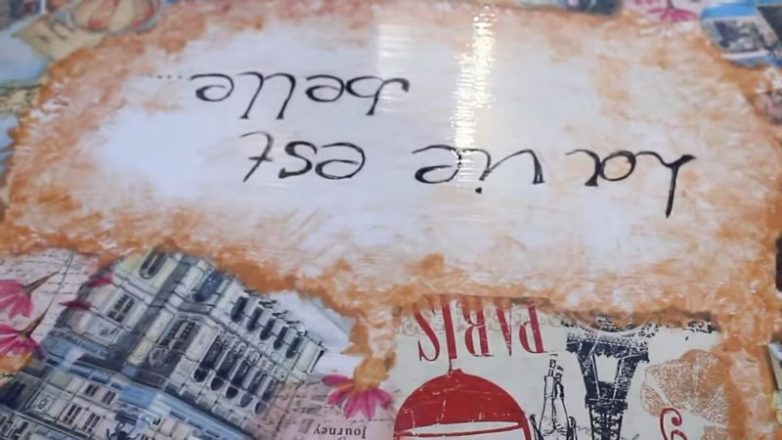 PARIS
Journey
La vie est
belle....